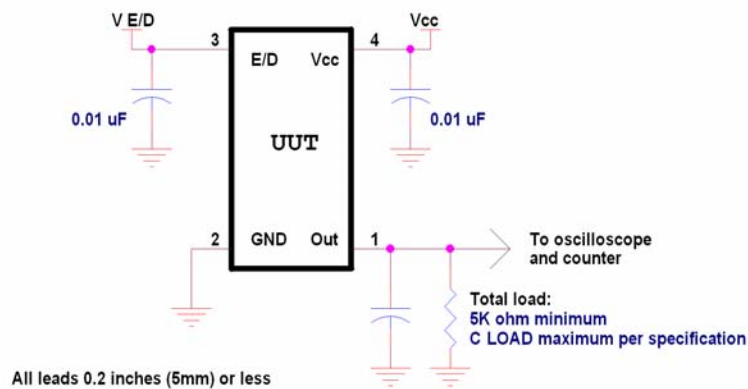 V E/D
Vcc
3
4
E/D
Vcc
0.01 uF
0.01 uF
UUT
2
GND
Out
1
To oscilloscope
and counter
Total load:
5K ohm minimum
C LOAD maximum per specification
All leads 0.2 inches (5mm) or less